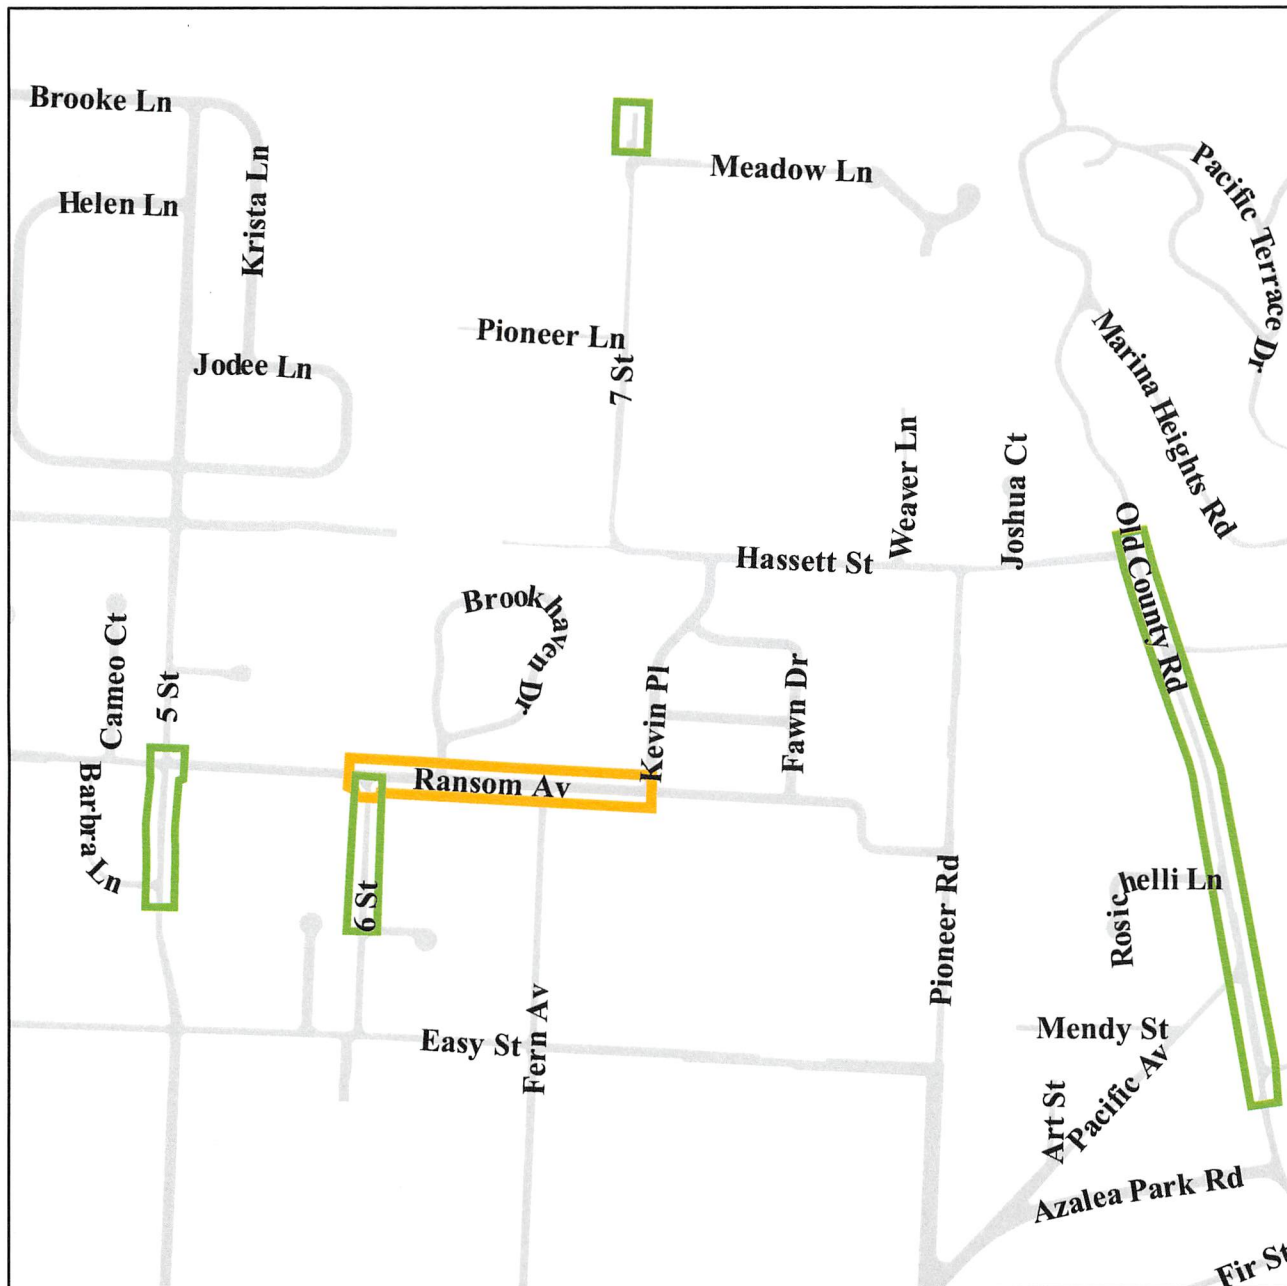 Brooke Ln
Krista Ln
Helen Ln
Meadow Ln
Pacific Terrace Dr
Pioneer Ln
7 St
Jodee Ln
Marina Heights Rd
Weaver Ln
Joshua Ct
Old County Rd
Hassett St
Brookhaven Dr
Cameo Ct
5 St
Kevin Pl
Fawn Dr
Barbra Ln
Ransom Av
6 St
Rosichelli Ln
Pioneer Rd
Easy St
Fern Av
Mendy St
Art St
Pacific Av
Azalea Park Rd
Fir St